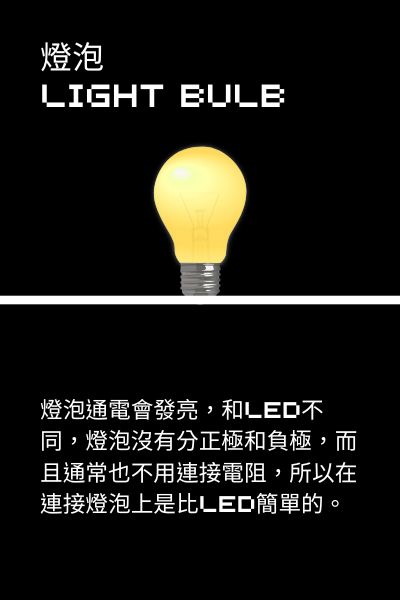 燈泡
LIGHT BULB
燈泡通電會發亮，和LED不
同，燈泡沒有分正極和負極，而
且通常也不用連接電阻，所以在
連接燈泡上是比LED簡單的。